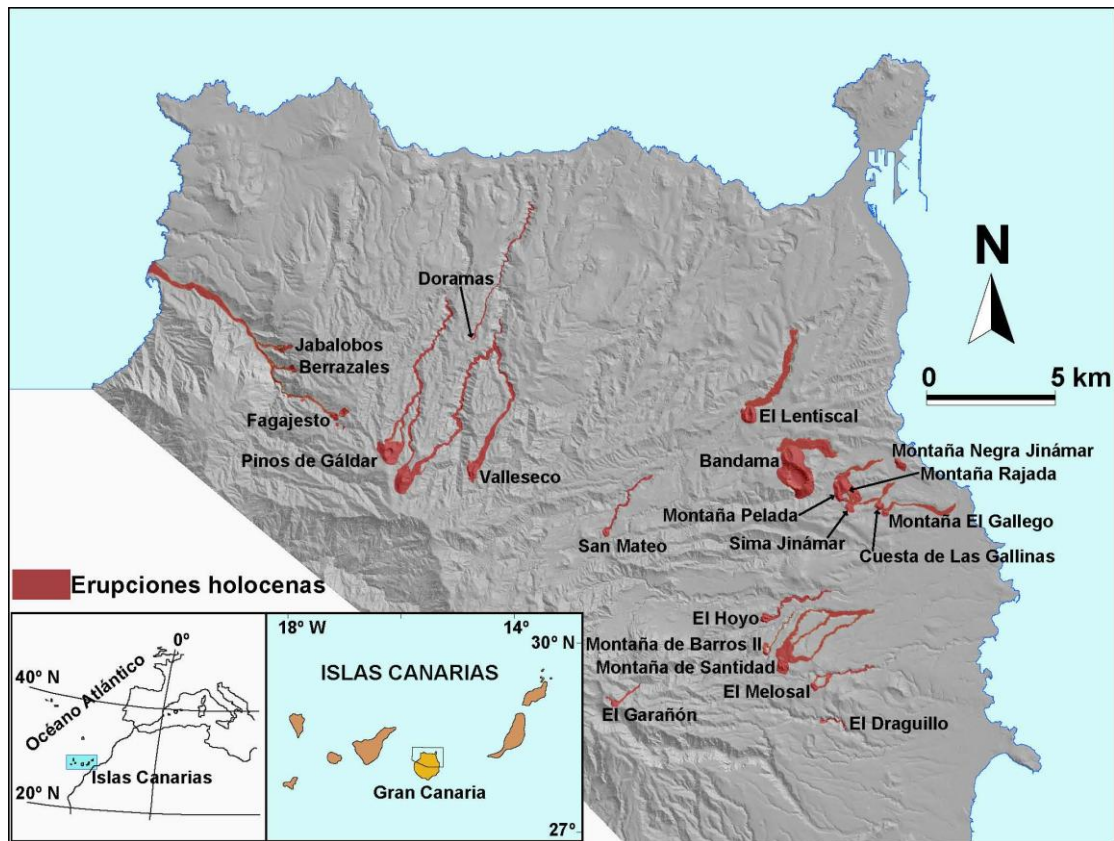 Doramas
Jabalobos
Berrazales
Fagajesto
Pinos de Gáldar
Valleseco
N
0 5 km
El Lentiscal
Bandama
Montaña Negra Jinámar
Montaña Rajada
Montaña Pelada
Montaña El Gallego
Sima Jinámar
Cuesta de Las Gallinas
San Mateo
El Hoyo
Montaña de Barros II
Montaña de Santidad
El Melosal
El Garañón
El Draguillo
Erupciones holocenas
0º
40º N
Océano Atlántico
Islas Canarias
20º N
18º W 14º
30º N
ISLAS CANARIAS
Gran Canaria
27º